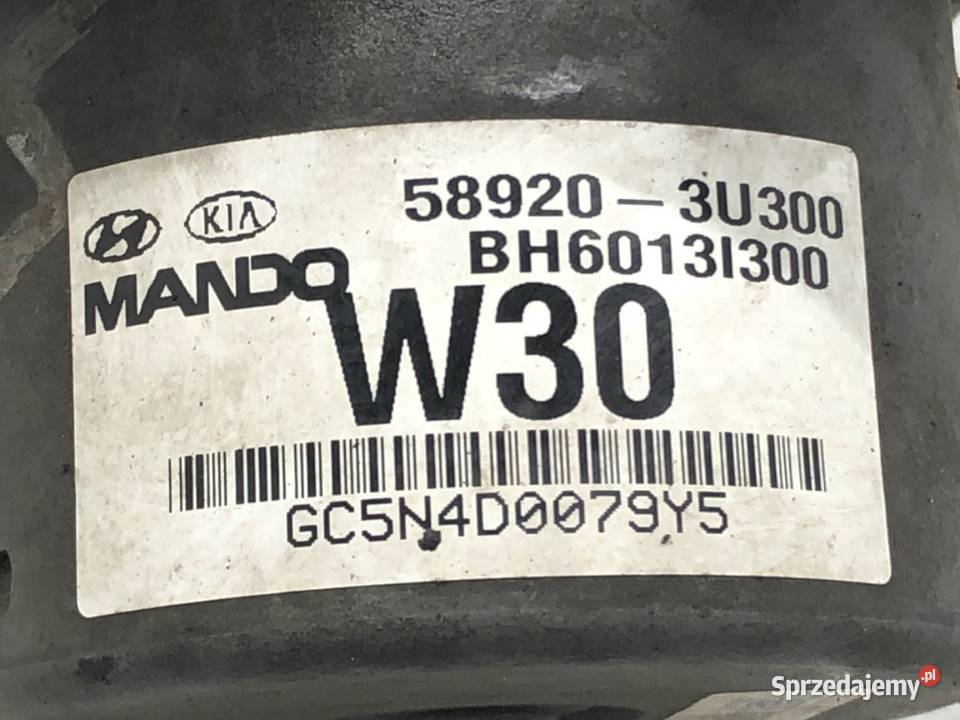 KIA
58920-3U300
MANDO
BH6013I300
W30
GC5N4D0079Y5
Sprzedajemy.pl